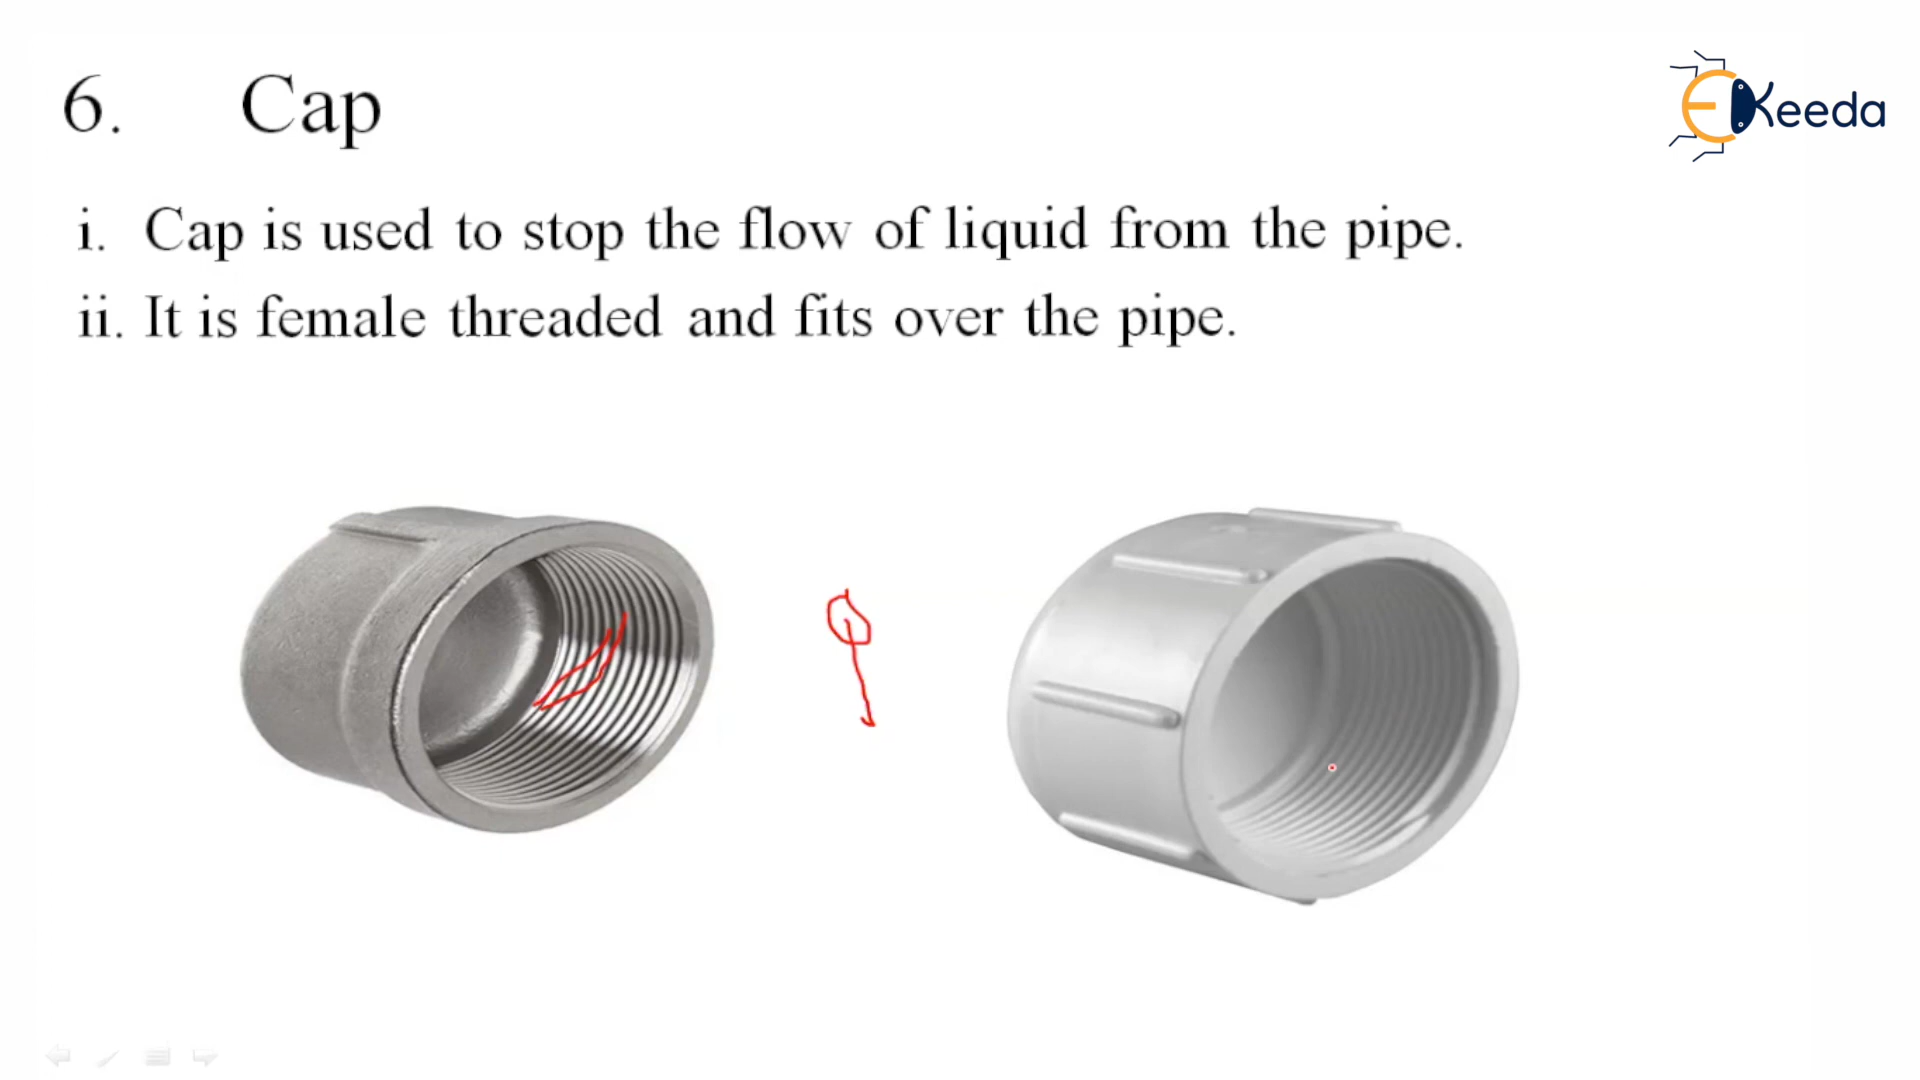 6. Cap
EKeeda
i. Cap is used to stop the flow of liquid from the pipe.
ii. It is female threaded and fits over the pipe.